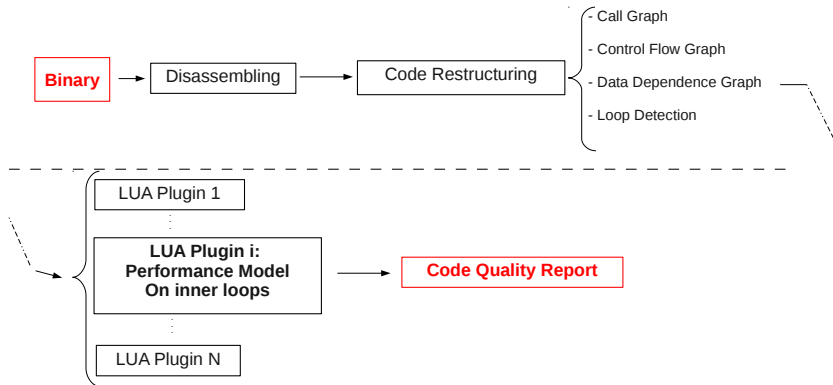 Binary
Disassembling
Code Restructuring
- Call Graph
- Control Flow Graph
- Data Dependence Graph
- Loop Detection
LUA Plugin 1
LUA Plugin i:
Performance Model
On inner loops
Code Quality Report
LUA Plugin N